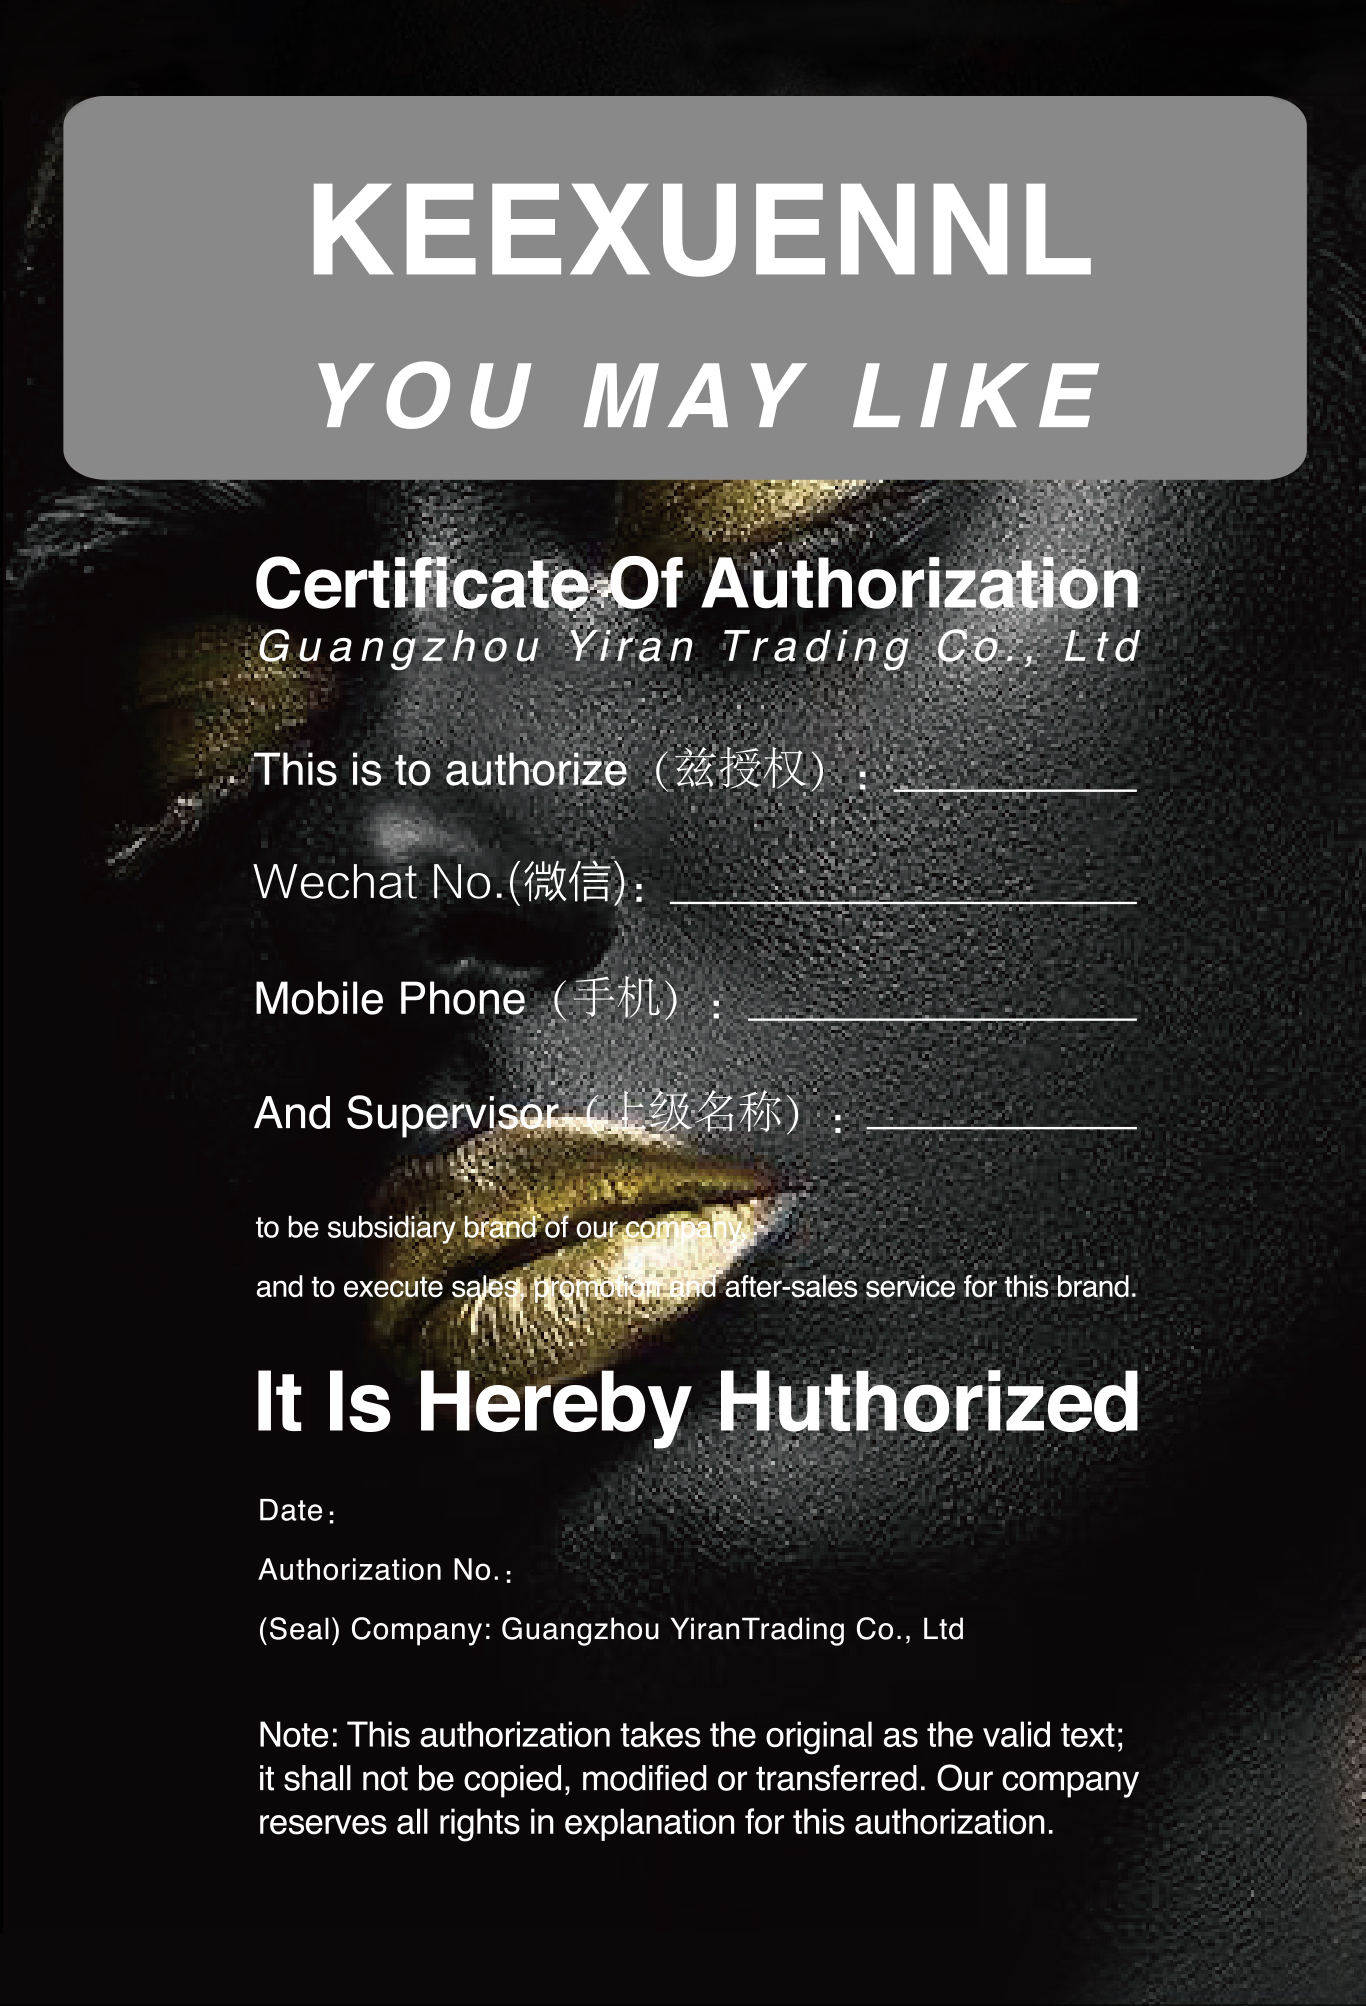 KEEXUENNL
YOU MAY LIKE
Certificate Of Authorization
Guangzhou Yiran Trading Co., Ltd
This is to authorize（兹授权）：
Wechat No.(微信)：
Mobile Phone（手机）：
And Supervisor（上级名称）：
to be subsidiary brand of our company,
and to execute sales, promotion and after-sales service for this brand.
It Is Hereby Huthorized
Date：
Authorization No.：
(Seal) Company: Guangzhou YiranTrading Co., Ltd
Note: This authorization takes the original as the valid text;
it shall not be copied, modified or transferred. Our company
reserves all rights in explanation for this authorization.